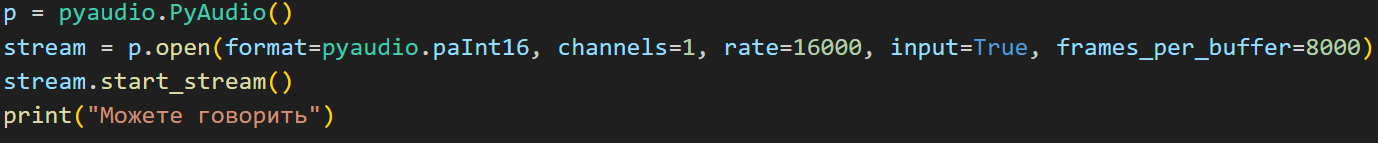 p = pyaudio.PyAudio()
stream = p.open(format=pyaudio.paInt16, channels=1, rate=16000, input=True, frames_per_buffer=8000)
stream.start_stream()
print("Можете говорить")